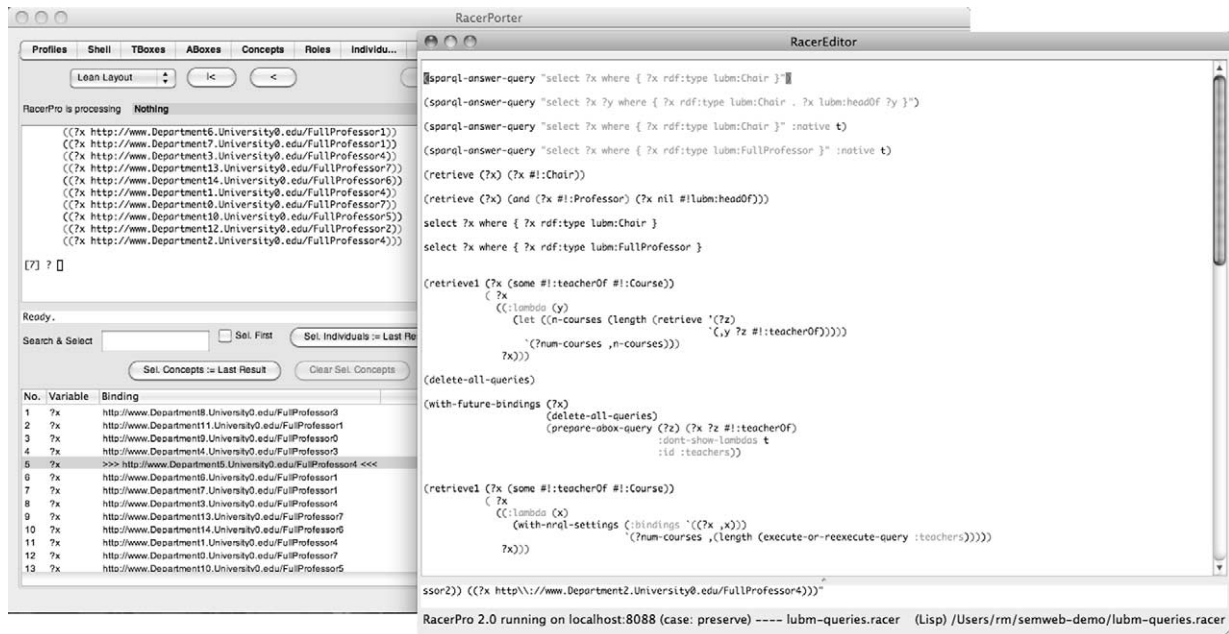 RacerPorter
Profiles Shell TBoxes ABoxes Concepts Roles Individu...
Lean Layout |< <
RacerPro is processing Nothing
((?x http://www.Department6.University0.edu/FullProfessor1))
((?x http://www.Department7.University0.edu/FullProfessor1))
((?x http://www.Department3.University0.edu/FullProfessor4))
((?x http://www.Department13.University0.edu/FullProfessor7))
((?x http://www.Department14.University0.edu/FullProfessor6))
((?x http://www.Department1.University0.edu/FullProfessor4))
((?x http://www.Department0.University0.edu/FullProfessor7))
((?x http://www.Department10.University0.edu/FullProfessor5))
((?x http://www.Department12.University0.edu/FullProfessor2))
((?x http://www.Department2.University0.edu/FullProfessor4)))
[7] ?
Ready.
Search & Select Sel. First Sel. Individuals := Last Re
Sel. Concepts := Last Result Clear Sel. Concepts
No. Variable Binding
1 ?x http://www.Department8.University0.edu/FullProfessor3
2 ?x http://www.Department11.University0.edu/FullProfessor1
3 ?x http://www.Department9.University0.edu/FullProfessor0
4 ?x http://www.Department4.University0.edu/FullProfessor3
5 ?x >>> http://www.Department5.University0.edu/FullProfessor4 <<<
6 ?x http://www.Department6.University0.edu/FullProfessor1
7 ?x http://www.Department7.University0.edu/FullProfessor1
8 ?x http://www.Department3.University0.edu/FullProfessor4
9 ?x http://www.Department13.University0.edu/FullProfessor7
10 ?x http://www.Department14.University0.edu/FullProfessor6
11 ?x http://www.Department1.University0.edu/FullProfessor4
12 ?x http://www.Department0.University0.edu/FullProfessor7
13 ?x http://www.Department10.University0.edu/FullProfessor5
RacerEditor
(sparql-answer-query "select ?x where { ?x rdf:type lubm:Chair }")
(sparql-answer-query "select ?x ?y where { ?x rdf:type lubm:Chair . ?x lubm:headOf ?y }")
(sparql-answer-query "select ?x where { ?x rdf:type lubm:Chair }" :native t)
(sparql-answer-query "select ?x where { ?x rdf:type lubm:FullProfessor }" :native t)
(retrieve (?x) (?x #!:Chair))
(retrieve (?x) (and (?x #!:Professor) (?x nil #!lubm:headOf)))
select ?x where { ?x rdf:type lubm:Chair }
select ?x where { ?x rdf:type lubm:FullProfessor }
(retrieve1 (?x (some #!:teacherOf #!:Course))
( ?x
((:lambda (y)
(let ((n-courses (length (retrieve '(?z)
`(,y ?z #!:teacherOf)))))
`(?num-courses ,n-courses)))
?x)))
(delete-all-queries)
(with-future-bindings (?x)
(delete-all-queries)
(prepare-abox-query (?z) (?x ?z #!:teacherOf)
:dont-show-lambdas t
:id :teachers))
(retrieve1 (?x (some #!:teacherOf #!:Course))
( ?x
((:lambda (x)
(with-nrql-settings (:bindings `((?x ,x)))
`(?num-courses ,(length (execute-or-reexecute-query :teachers)))))
?x)))
ssor2)) ((?x http\\://www.Department2.University0.edu/FullProfessor4)))"
RacerPro 2.0 running on localhost:8088 (case: preserve) ---- lubm-queries.racer (Lisp) /Users/rm/semweb-demo/lubm-queries.racer